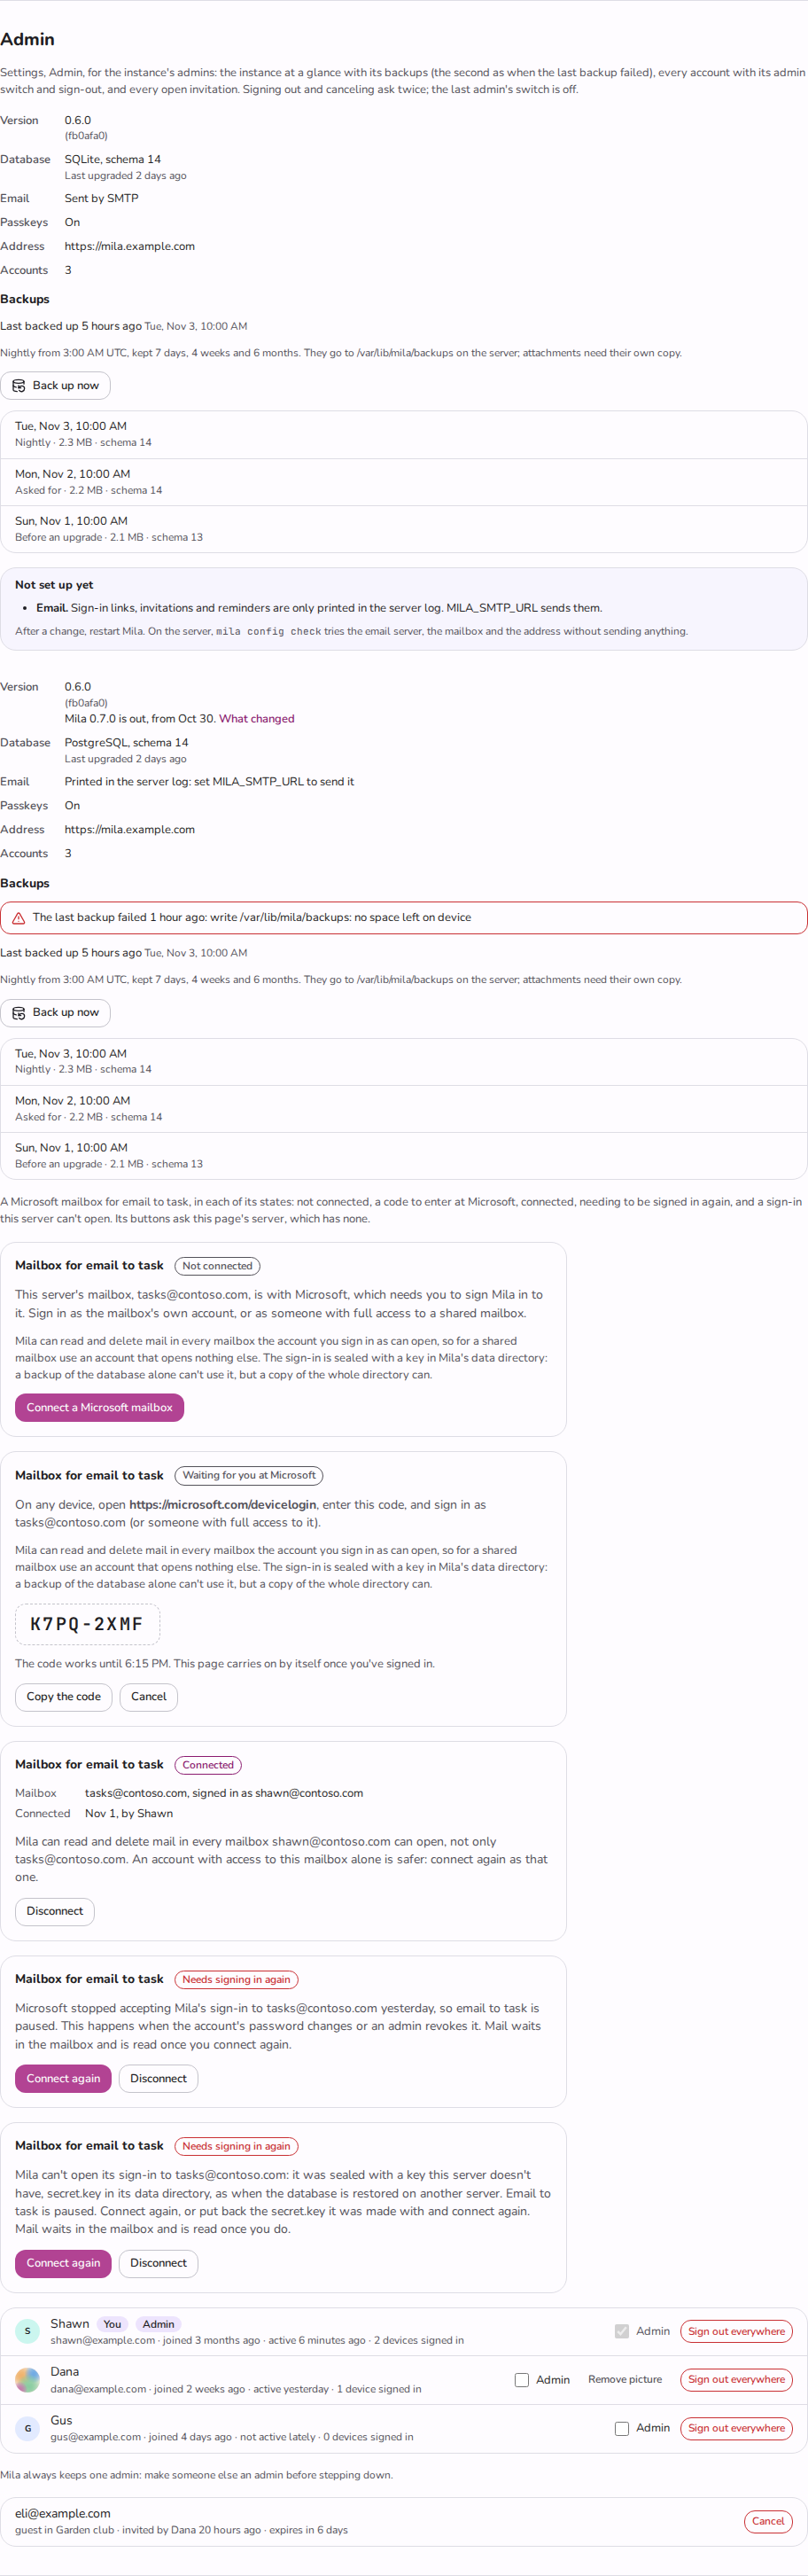 Admin
Settings, Admin, for the instance's admins: the instance at a glance with its backups (the second as when the last backup failed), every account with its admin
switch and sign-out, and every open invitation. Signing out and canceling ask twice; the last admin's switch is off.
Version 0.6.0
(fb0afa0)
Database SQLite, schema 14
Last upgraded 2 days ago
Email Sent by SMTP
Passkeys On
Address https://mila.example.com
Accounts 3
Backups
Last backed up 5 hours ago Tue, Nov 3, 10:00 AM
Nightly from 3:00 AM UTC, kept 7 days, 4 weeks and 6 months. They go to /var/lib/mila/backups on the server; attachments need their own copy.
Back up now
Tue, Nov 3, 10:00 AM
Nightly · 2.3 MB · schema 14
Mon, Nov 2, 10:00 AM
Asked for · 2.2 MB · schema 14
Sun, Nov 1, 10:00 AM
Before an upgrade · 2.1 MB · schema 13
Not set up yet
• Email. Sign-in links, invitations and reminders are only printed in the server log. MILA_SMTP_URL sends them.
After a change, restart Mila. On the server, mila config check tries the email server, the mailbox and the address without sending anything.
Version 0.6.0
(fb0afa0)
Mila 0.7.0 is out, from Oct 30. What changed
Database PostgreSQL, schema 14
Last upgraded 2 days ago
Email Printed in the server log: set MILA_SMTP_URL to send it
Passkeys On
Address https://mila.example.com
Accounts 3
Backups
The last backup failed 1 hour ago: write /var/lib/mila/backups: no space left on device
Last backed up 5 hours ago Tue, Nov 3, 10:00 AM
Nightly from 3:00 AM UTC, kept 7 days, 4 weeks and 6 months. They go to /var/lib/mila/backups on the server; attachments need their own copy.
Back up now
Tue, Nov 3, 10:00 AM
Nightly · 2.3 MB · schema 14
Mon, Nov 2, 10:00 AM
Asked for · 2.2 MB · schema 14
Sun, Nov 1, 10:00 AM
Before an upgrade · 2.1 MB · schema 13
A Microsoft mailbox for email to task, in each of its states: not connected, a code to enter at Microsoft, connected, needing to be signed in again, and a sign-in
this server can't open. Its buttons ask this page's server, which has none.
Mailbox for email to task Not connected
This server's mailbox, tasks@contoso.com, is with Microsoft, which needs you to sign Mila in to
it. Sign in as the mailbox's own account, or as someone with full access to a shared mailbox.
Mila can read and delete mail in every mailbox the account you sign in as can open, so for a shared
mailbox use an account that opens nothing else. The sign-in is sealed with a key in Mila's data directory:
a backup of the database alone can't use it, but a copy of the whole directory can.
Connect a Microsoft mailbox
Mailbox for email to task Waiting for you at Microsoft
On any device, open https://microsoft.com/devicelogin, enter this code, and sign in as
tasks@contoso.com (or someone with full access to it).
Mila can read and delete mail in every mailbox the account you sign in as can open, so for a shared
mailbox use an account that opens nothing else. The sign-in is sealed with a key in Mila's data directory:
a backup of the database alone can't use it, but a copy of the whole directory can.
K7PQ-2XMF
The code works until 6:15 PM. This page carries on by itself once you've signed in.
Copy the code Cancel
Mailbox for email to task Connected
Mailbox tasks@contoso.com, signed in as shawn@contoso.com
Connected Nov 1, by Shawn
Mila can read and delete mail in every mailbox shawn@contoso.com can open, not only
tasks@contoso.com. An account with access to this mailbox alone is safer: connect again as that
one.
Disconnect
Mailbox for email to task Needs signing in again
Microsoft stopped accepting Mila's sign-in to tasks@contoso.com yesterday, so email to task is
paused. This happens when the account's password changes or an admin revokes it. Mail waits
in the mailbox and is read once you connect again.
Connect again Disconnect
Mailbox for email to task Needs signing in again
Mila can't open its sign-in to tasks@contoso.com: it was sealed with a key this server doesn't
have, secret.key in its data directory, as when the database is restored on another server. Email to
task is paused. Connect again, or put back the secret.key it was made with and connect again.
Mail waits in the mailbox and is read once you do.
Connect again Disconnect
S Shawn You Admin
shawn@example.com · joined 3 months ago · active 6 minutes ago · 2 devices signed in
Admin Sign out everywhere
Dana
dana@example.com · joined 2 weeks ago · active yesterday · 1 device signed in
Admin Remove picture Sign out everywhere
G Gus
gus@example.com · joined 4 days ago · not active lately · 0 devices signed in
Admin Sign out everywhere
Mila always keeps one admin: make someone else an admin before stepping down.
eli@example.com
guest in Garden club · invited by Dana 20 hours ago · expires in 6 days
Cancel